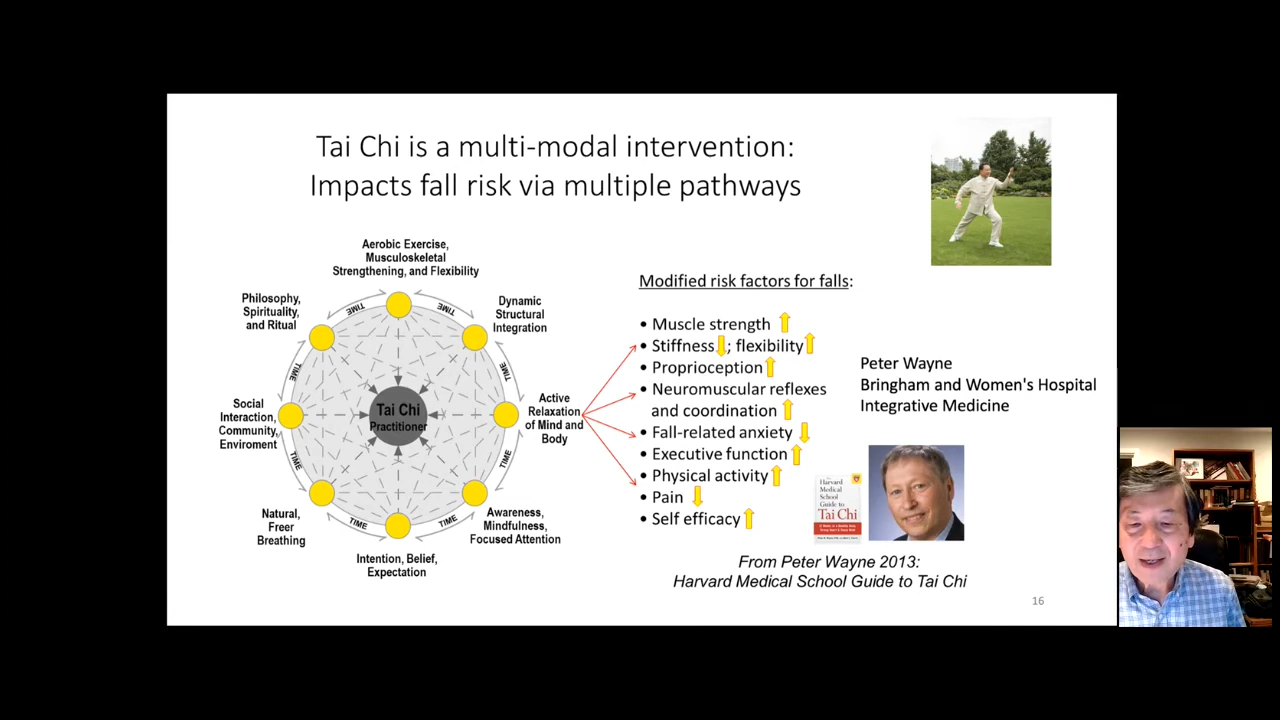 Tai Chi is a multi-modal intervention:
Impacts fall risk via multiple pathways
Aerobic Exercise,
Musculoskeletal
Strengthening, and Flexibility
Philosophy,
Spirituality,
and Ritual
Dynamic
Structural
Integration
TIME
TIME
TIME
TIME
Social
Interaction,
Community,
Enviroment
Tai Chi
Practitioner
Active
Relaxation
of Mind and
Body
TIME
TIME
TIME
TIME
Natural,
Freer
Breathing
Awareness,
Mindfulness,
Focused Attention
Intention, Belief,
Expectation
Modified risk factors for falls:
• Muscle strength
• Stiffness; flexibility
• Proprioception
• Neuromuscular reflexes
and coordination
• Fall-related anxiety
• Executive function
• Physical activity
• Pain
• Self efficacy
Peter Wayne
Bringham and Women's Hospital
Integrative Medicine
Harvard
Medical
School
Guide to
Tai Chi
From Peter Wayne 2013:
Harvard Medical School Guide to Tai Chi
16